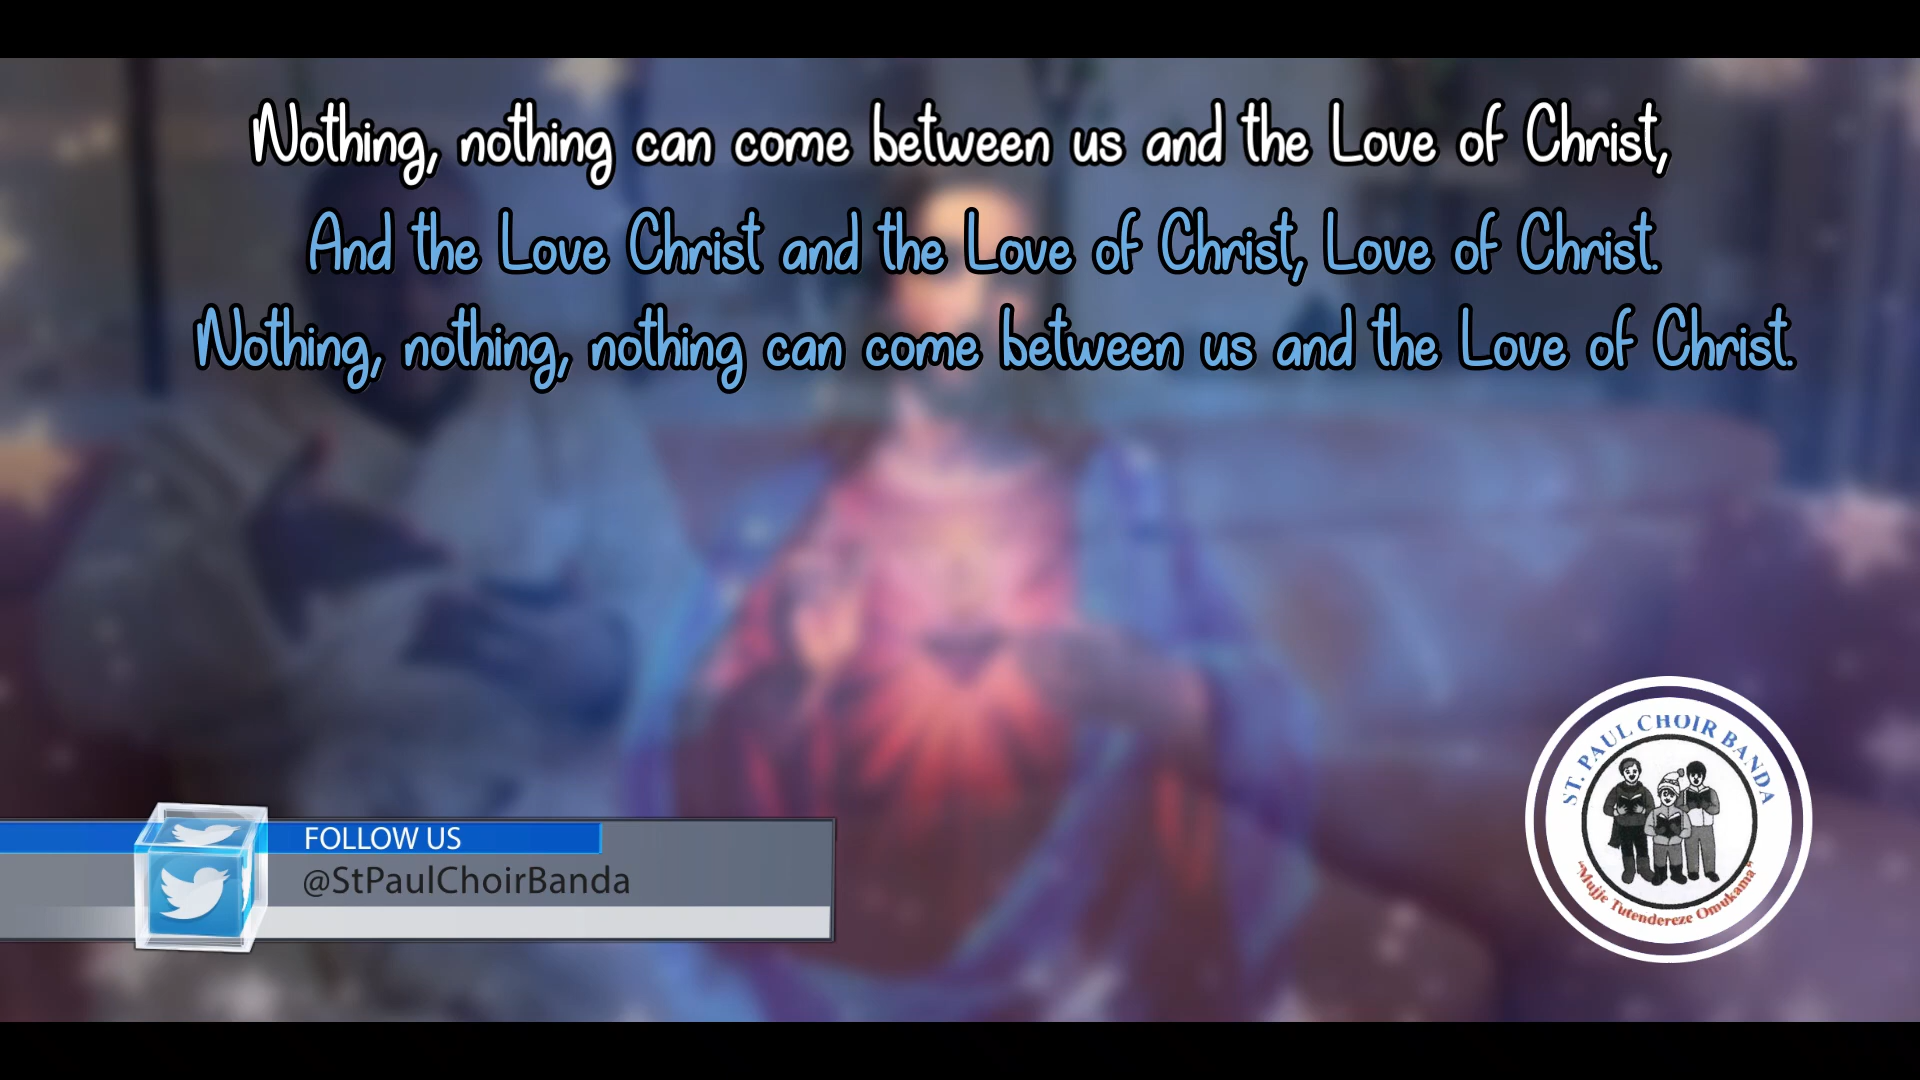 Nothing, nothing can come between us and the Love of Christ,
And the Love Christ and the Love of Christ, Love of Christ.
Nothing, nothing, nothing can come between us and the Love of Christ.
FOLLOW US
@StPaulChoirBanda
ST. PAUL CHOIR BANDA
"Mujje Tutendereze Omukama"